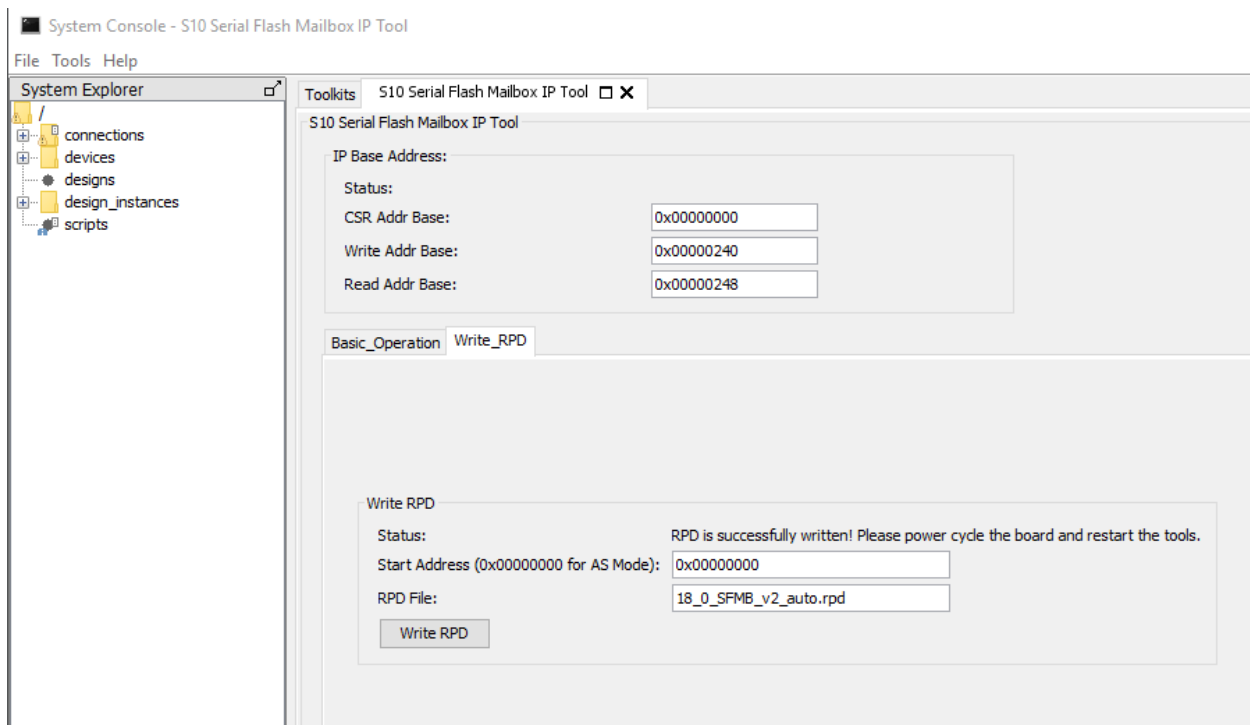 System Console - S10 Serial Flash Mailbox IP Tool
File Tools Help
System Explorer
/
connections
devices
designs
design_instances
scripts
Toolkits S10 Serial Flash Mailbox IP Tool
S10 Serial Flash Mailbox IP Tool
IP Base Address:
Status:
CSR Addr Base: 0x00000000
Write Addr Base: 0x00000240
Read Addr Base: 0x00000248
Basic_Operation Write_RPD
Write RPD
Status: RPD is successfully written! Please power cycle the board and restart the tools.
Start Address (0x00000000 for AS Mode): 0x00000000
RPD File: 18_0_SFMB_v2_auto.rpd
Write RPD